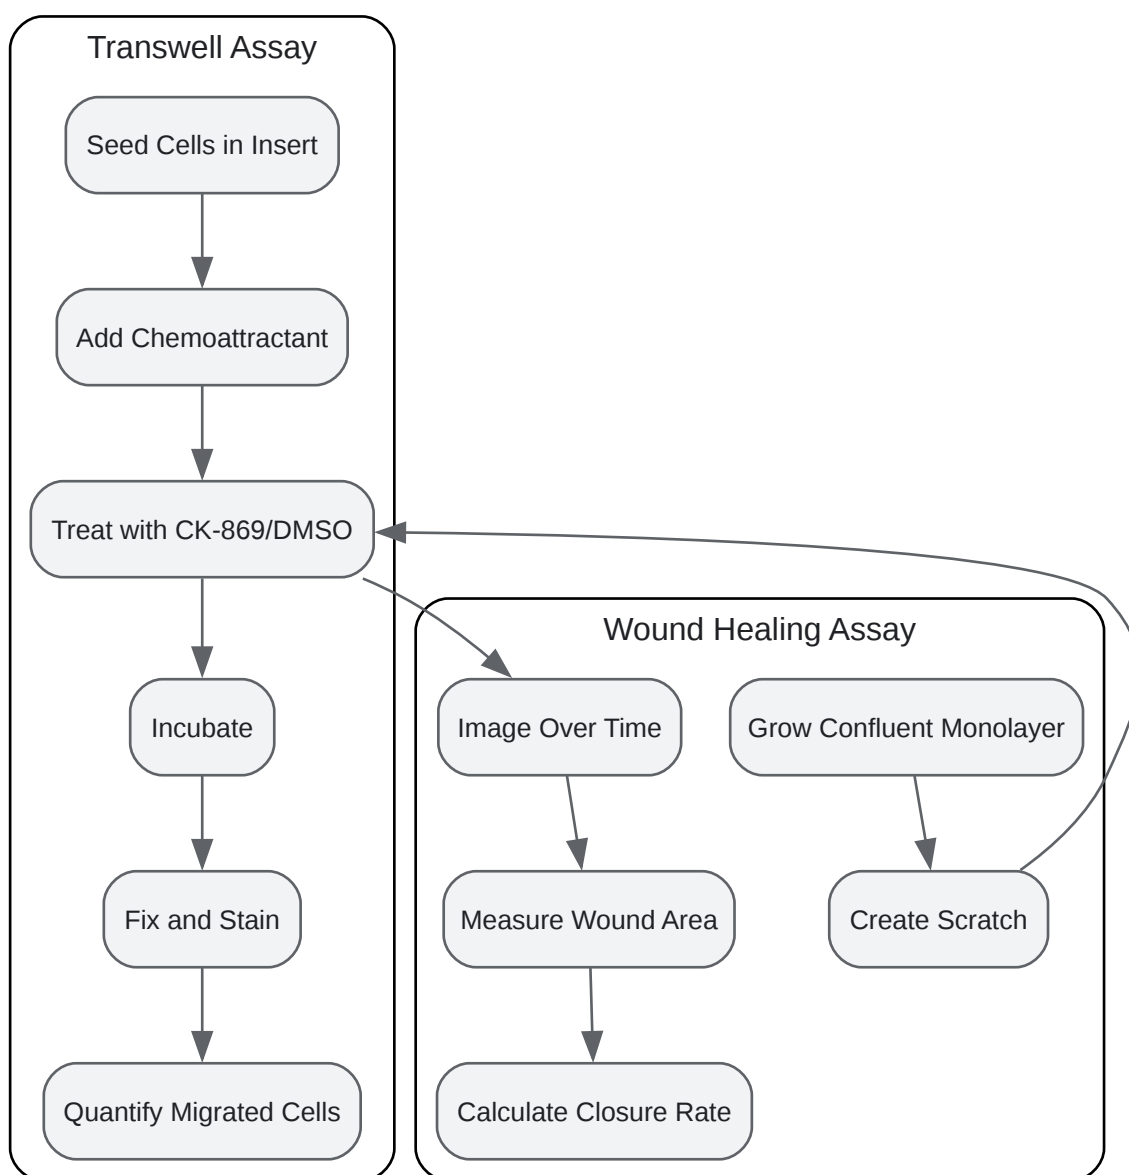 Transwell Assay
Seed Cells in Insert
Add Chemoattractant
Treat with CK-869/DMSO
Incubate
Fix and Stain
Quantify Migrated Cells
Wound Healing Assay
Image Over Time
Grow Confluent Monolayer
Measure Wound Area
Create Scratch
Calculate Closure Rate